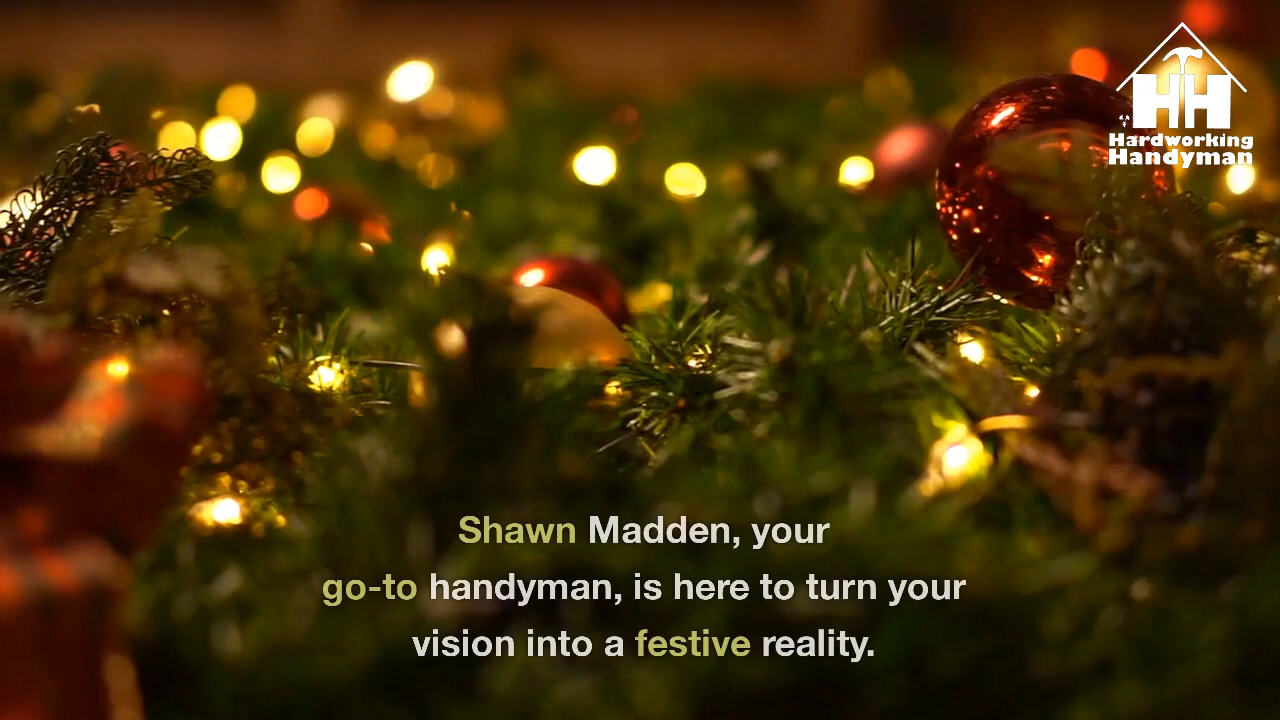 HH
Hardworking
Handyman
Shawn Madden, your
go-to handyman, is here to turn your
vision into a festive reality.